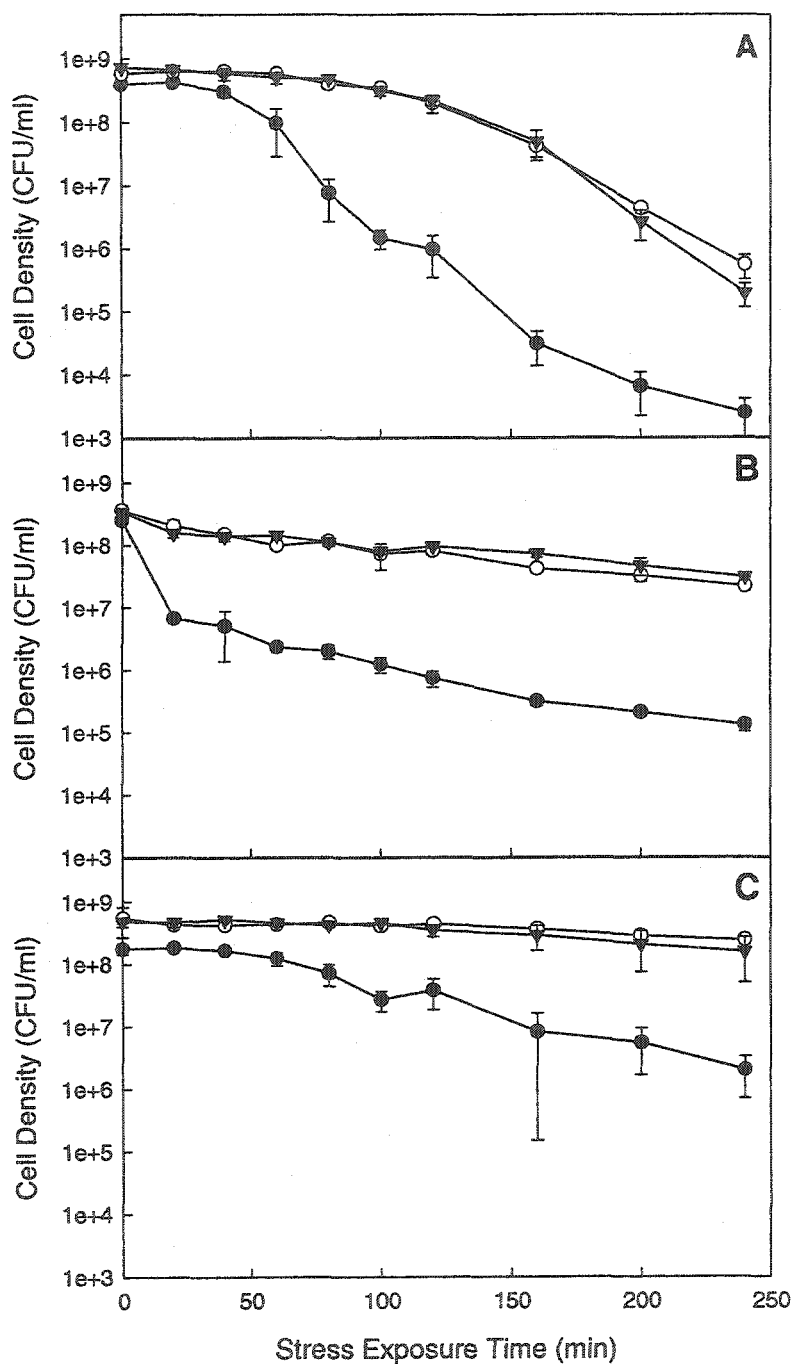 A
1e+9
1e+8
1e+7
1e+6
1e+5
1e+4
1e+3
Cell Density (CFU/ml)
B
1e+9
1e+8
1e+7
1e+6
1e+5
1e+4
1e+3
Cell Density (CFU/ml)
C
1e+9
1e+8
1e+7
1e+6
1e+5
1e+4
1e+3
Cell Density (CFU/ml)
0 50 100 150 200 250
Stress Exposure Time (min)